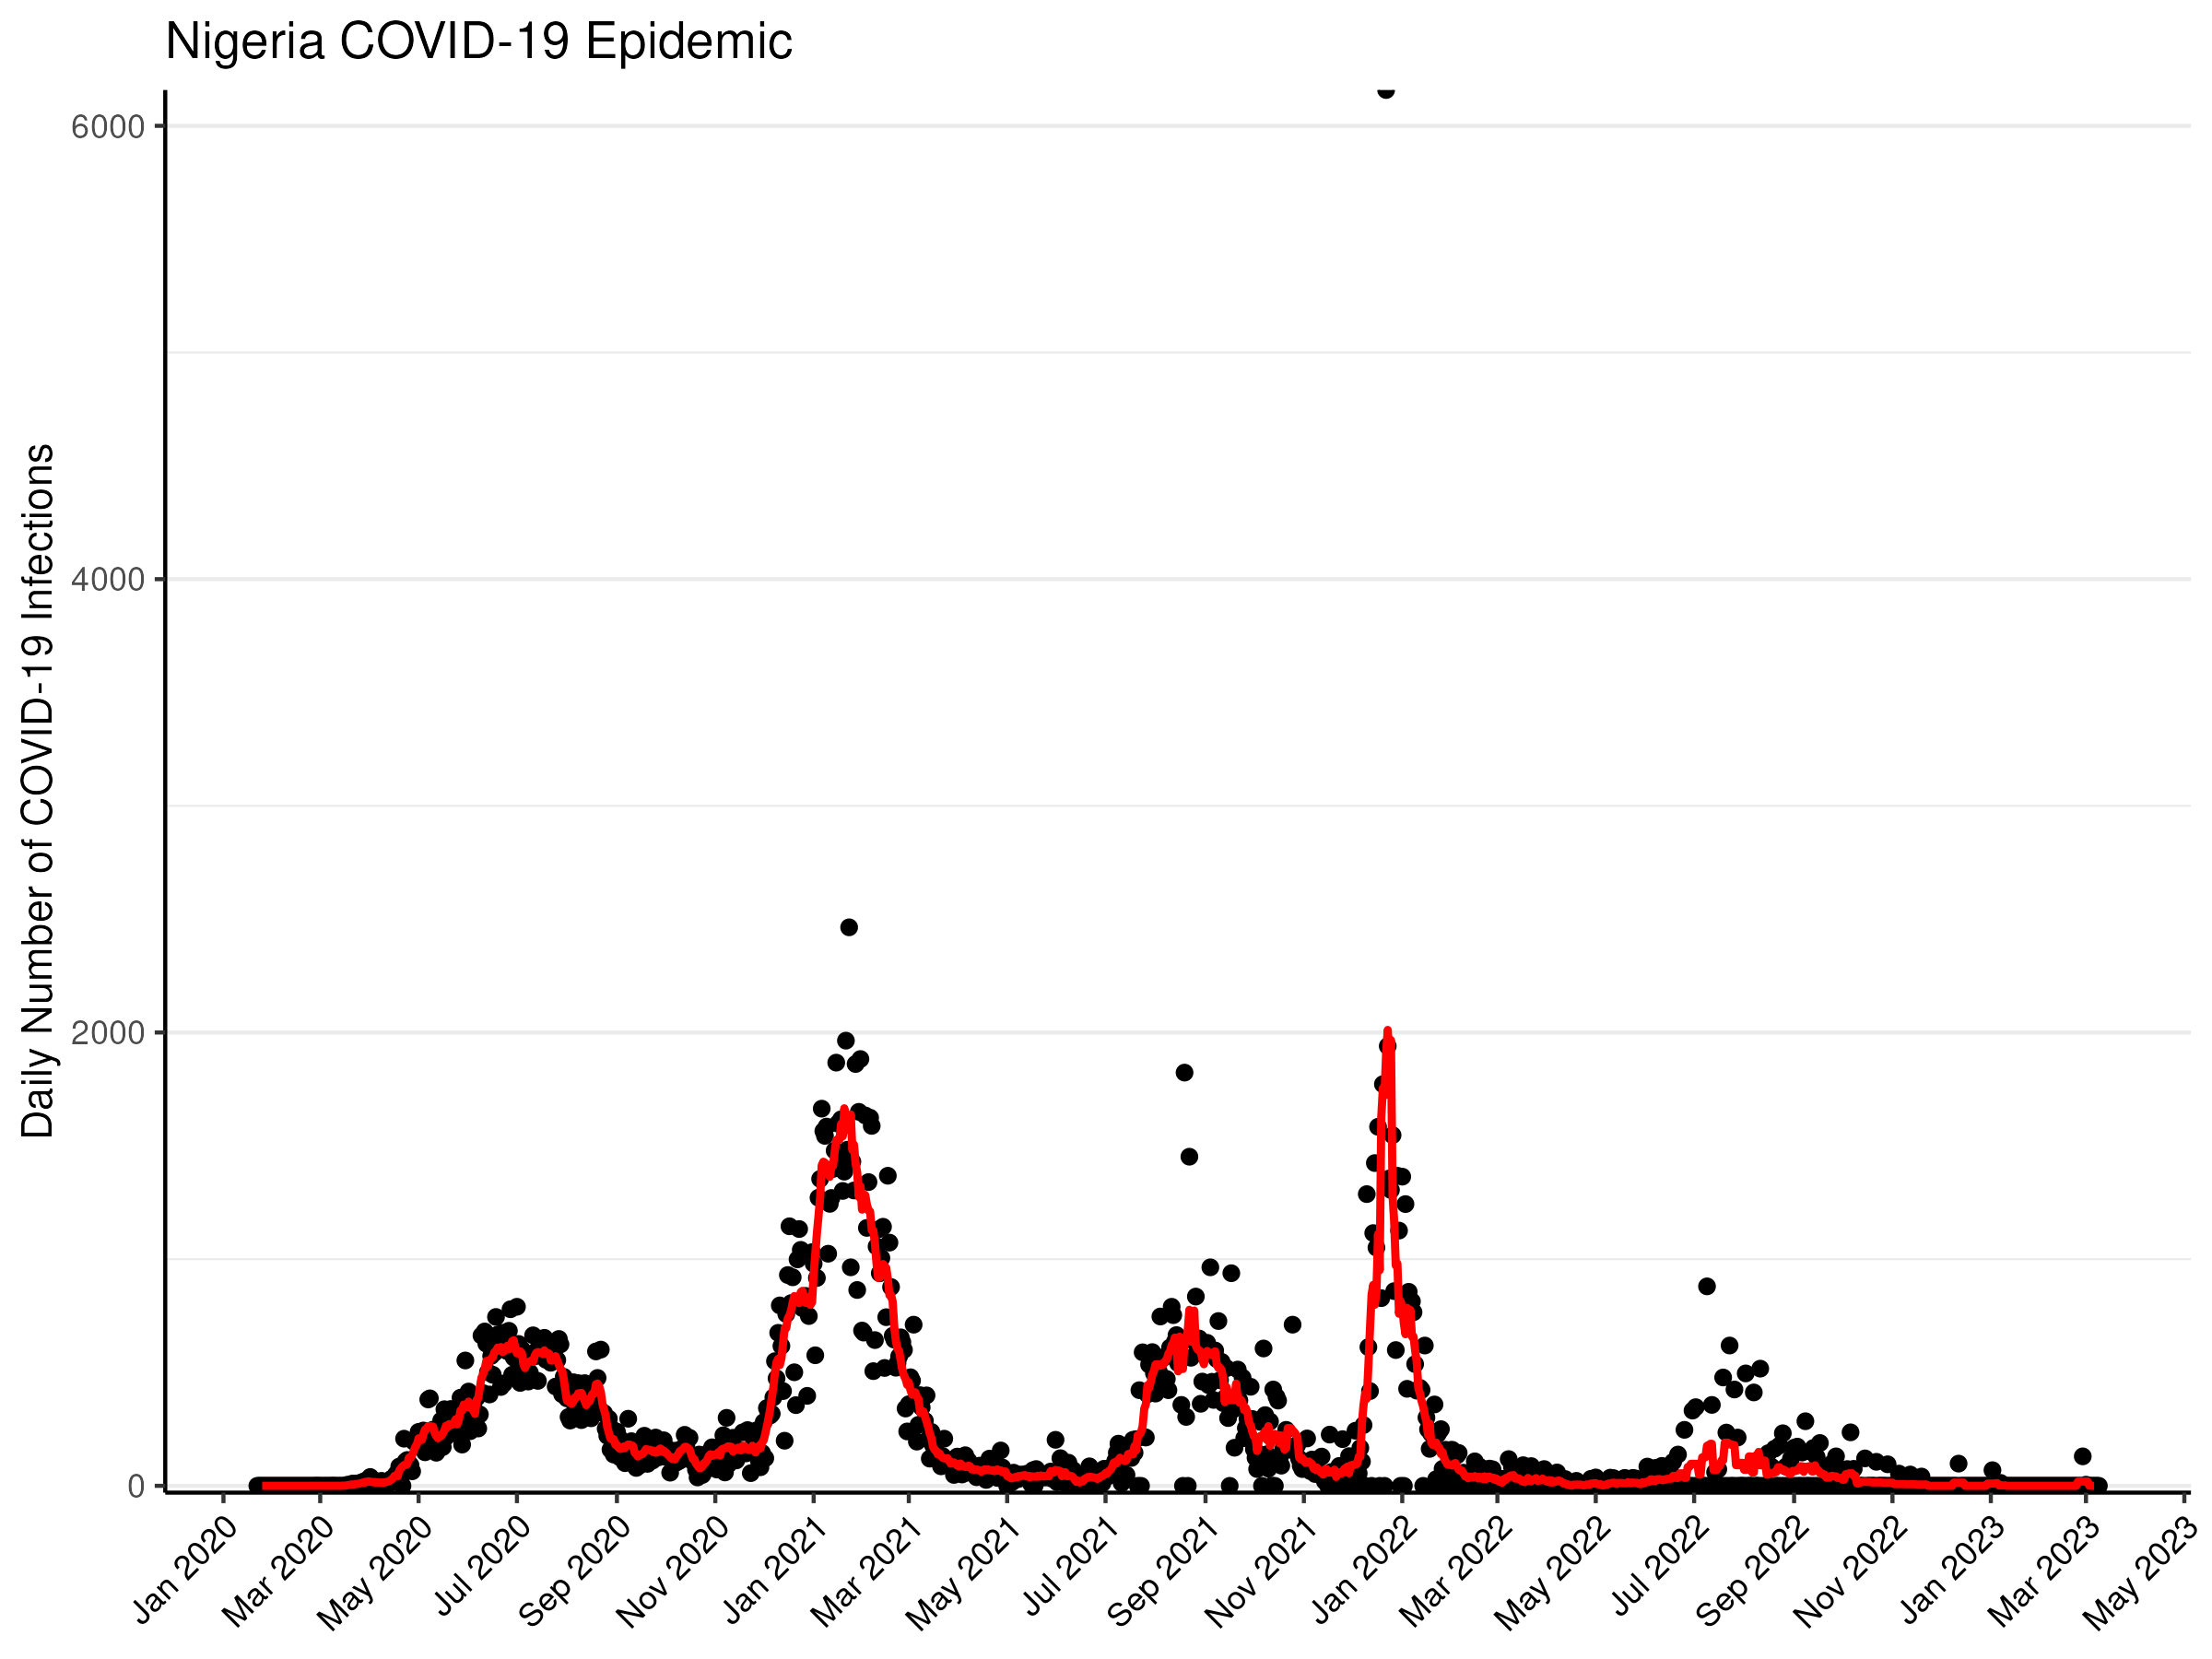 Nigeria COVID-19 Epidemic
Daily Number of COVID-19 Infections
6000
4000
2000
0
Jan 2020
Mar 2020
May 2020
Jul 2020
Sep 2020
Nov 2020
Jan 2021
Mar 2021
May 2021
Jul 2021
Sep 2021
Nov 2021
Jan 2022
Mar 2022
May 2022
Jul 2022
Sep 2022
Nov 2022
Jan 2023
Mar 2023
May 2023